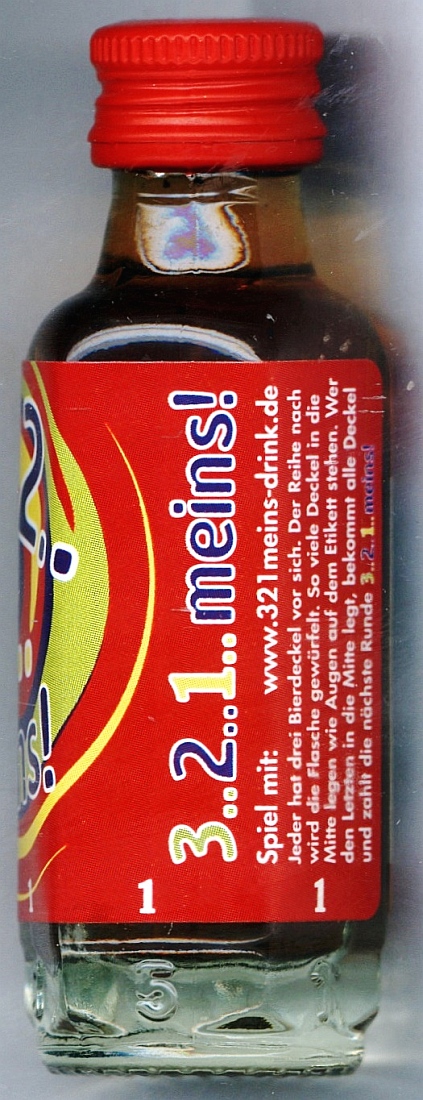 2..
ns!
3..2..1..meins!
Spiel mit: www.321meins-drink.de
Jeder hat drei Bierdeckel vor sich. Der Reihe nach
wird die Flasche gewürfelt. So viele Deckel in die
Mitte legen wie Augen auf dem Etikett stehen. Wer
den Letzten in die Mitte legt, bekommt alle Deckel
und zahlt die nächste Runde 3..2..1..meins!
1
1
1